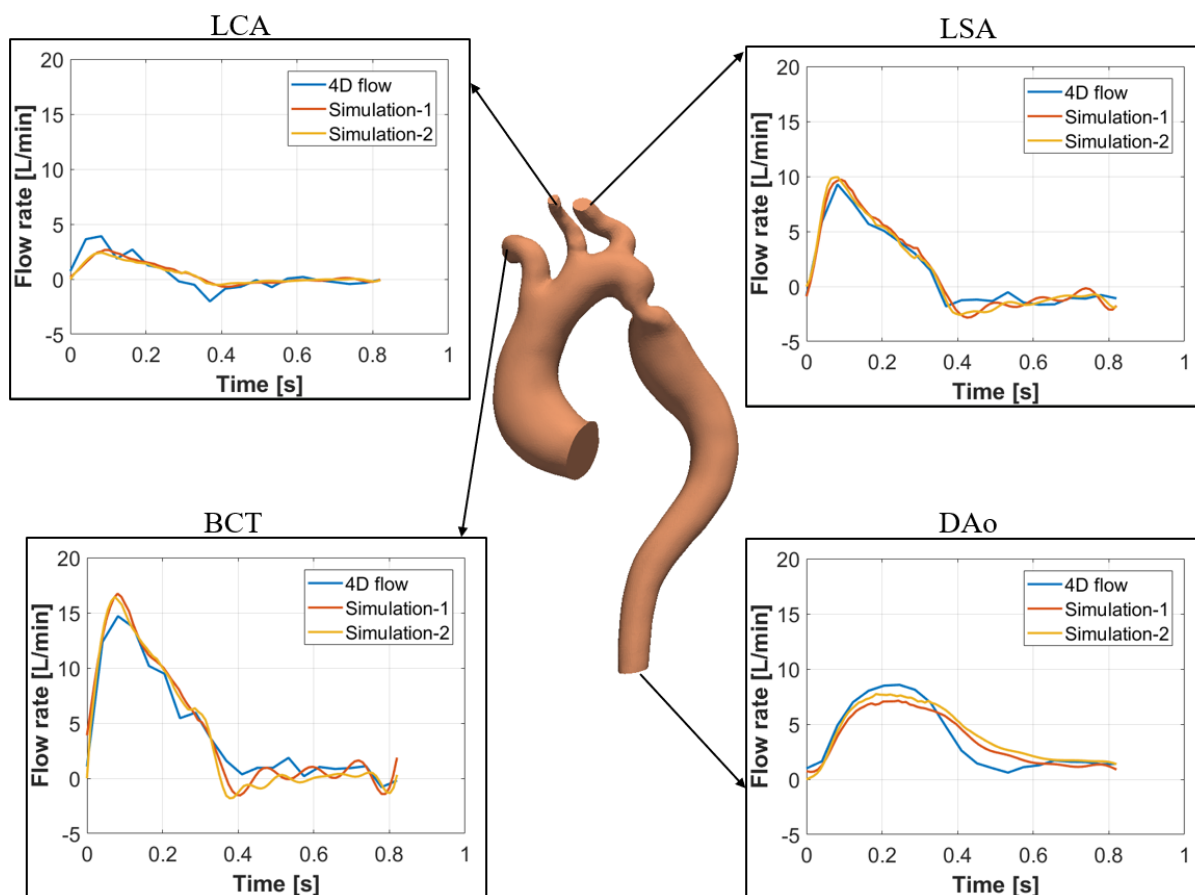 LCA
20
15
10
5
0
-5
0
0.2
0.4
0.6
0.8
1
Flow rate [L/min]
Time [s]
4D flow
Simulation-1
Simulation-2
LSA
20
15
10
5
0
-5
0
0.2
0.4
0.6
0.8
1
Flow rate [L/min]
Time [s]
4D flow
Simulation-1
Simulation-2
BCT
20
15
10
5
0
-5
0
0.2
0.4
0.6
0.8
1
Flow rate [L/min]
Time [s]
4D flow
Simulation-1
Simulation-2
DAo
20
15
10
5
0
-5
0
0.2
0.4
0.6
0.8
1
Flow rate [L/min]
Time [s]
4D flow
Simulation-1
Simulation-2